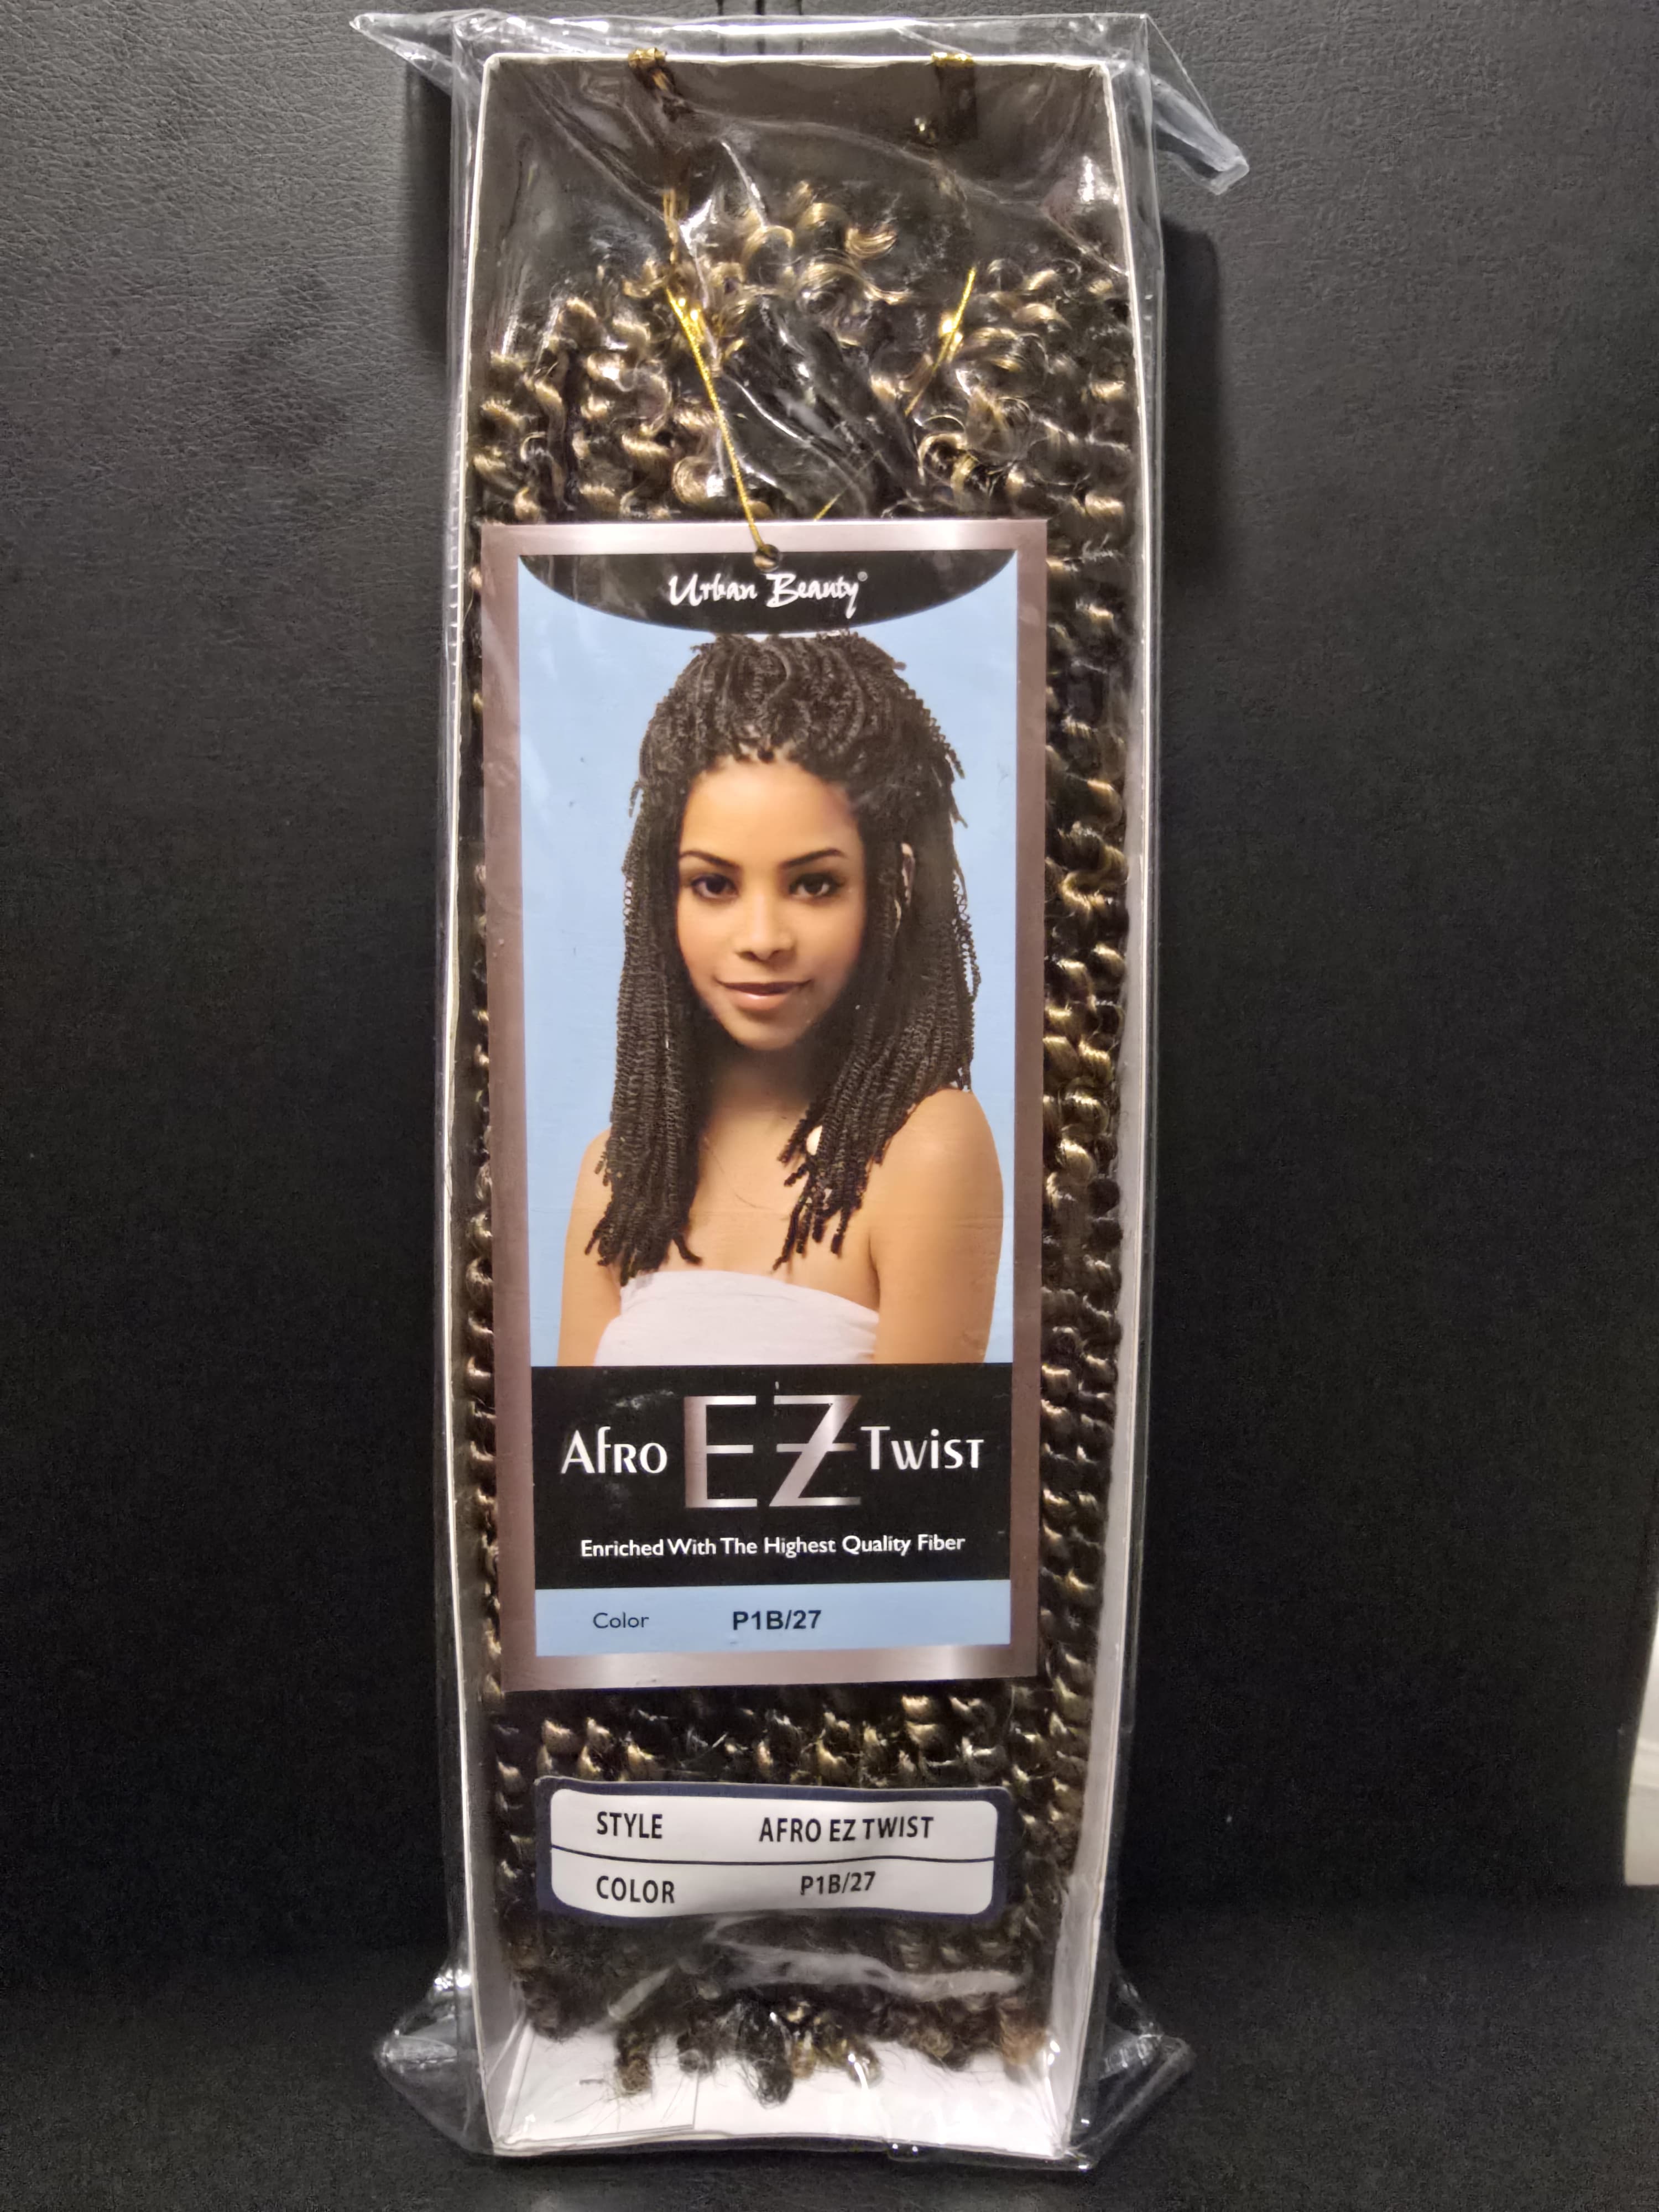 Urban Beauty®
Afro EZ Twist
Enriched With The Highest Quality Fiber
Color P1B/27
STYLE AFRO EZ TWIST
COLOR P1B/27